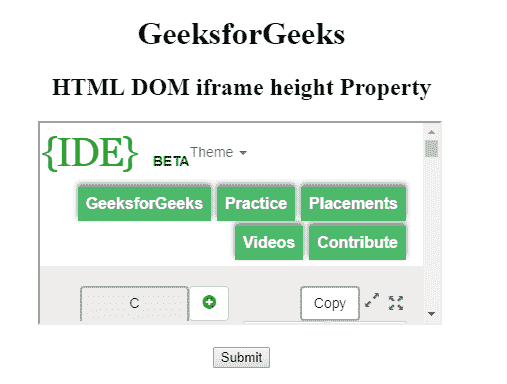 GeeksforGeeks
HTML DOM iframe height Property
{IDE} BETA Theme
GeeksforGeeks Practice Placements
Videos Contribute
C Copy
Submit